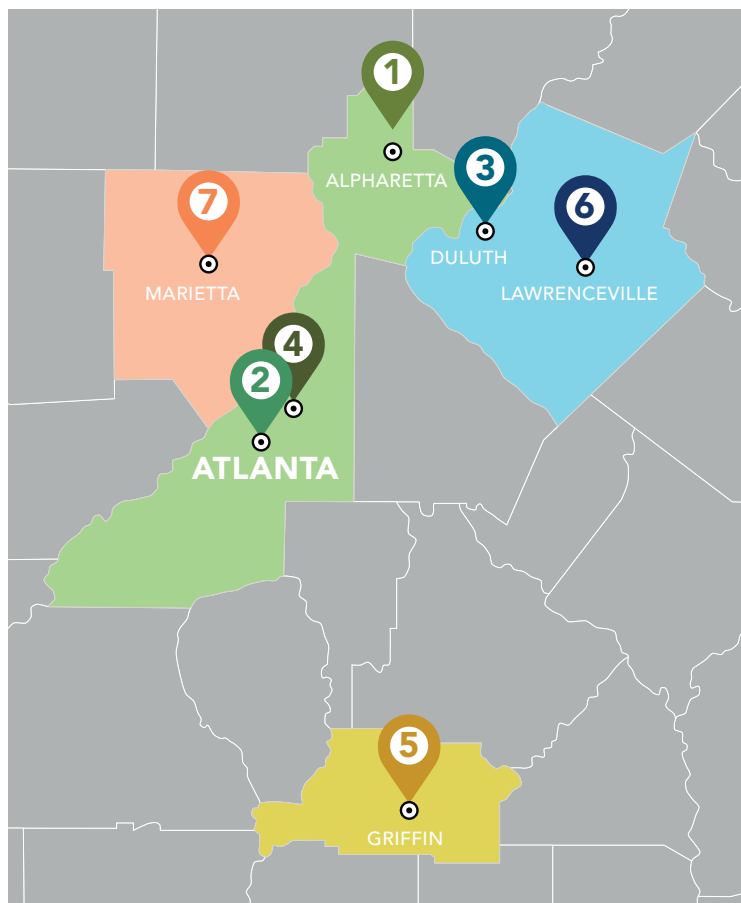 1
ALPHARETTA
3
DULUTH
6
LAWRENCEVILLE
7
MARIETTA
4
2
ATLANTA
5
GRIFFIN